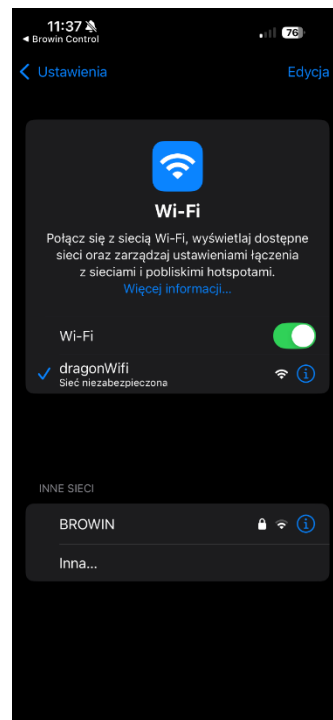 11:37
◀ Browin Control
76
Ustawienia
Edycja
Wi-Fi
Połącz się z siecią Wi-Fi, wyświetlaj dostępne
sieci oraz zarządzaj ustawieniami łączenia
z sieciami i pobliskimi hotspotami.
Więcej informacji...
Wi-Fi
dragonWifi
Sieć niezabezpieczona
INNE SIECI
BROWIN
Inna...